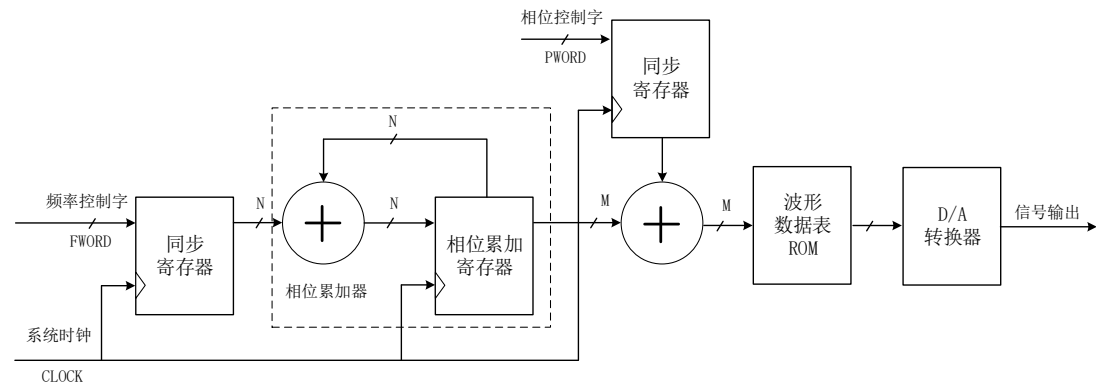 相位控制字
PWORD
同步
寄存器
N
频率控制字
FWORD
同步
寄存器
N
N
相位累加
寄存器
相位累加器
M
M
波形
数据表
ROM
D/A
转换器
信号输出
系统时钟
CLOCK